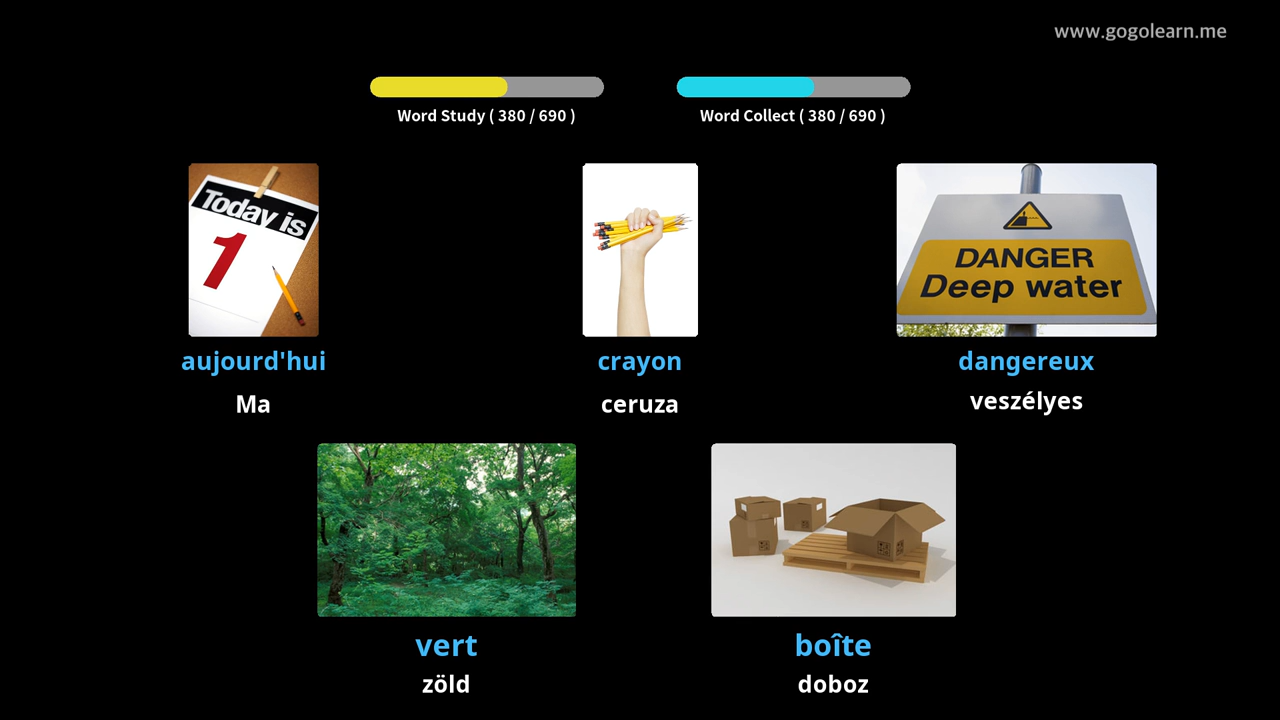 www.gogolearn.me
Word Study ( 380 / 690 )
Word Collect ( 380 / 690 )
Today is
1
DANGER
Deep water
aujourd'hui
crayon
dangereux
Ma
ceruza
veszélyes
vert
boîte
zöld
doboz